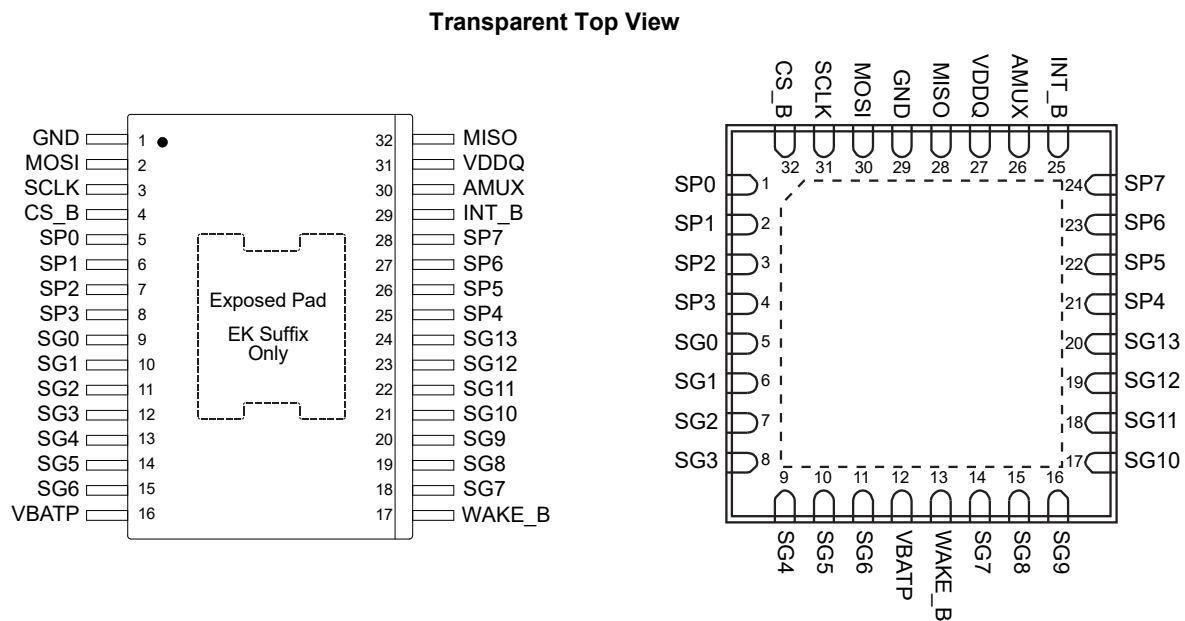 Transparent Top View
GND 1
MOSI 2
SCLK 3
CS_B 4
SP0 5
SP1 6
SP2 7
SP3 8
SG0 9
SG1 10
SG2 11
SG3 12
SG4 13
SG5 14
SG6 15
VBATP 16
Exposed Pad
EK Suffix
Only
32 MISO
31 VDDQ
30 AMUX
29 INT_B
28 SP7
27 SP6
26 SP5
25 SP4
24 SG13
23 SG12
22 SG11
21 SG10
20 SG9
19 SG8
18 SG7
17 WAKE_B
CS_B
SCLK
MOSI
GND
MISO
VDDQ
AMUX
INT_B
32 31 30 29 28 27 26 25
SP0 1
SP1 2
SP2 3
SP3 4
SG0 5
SG1 6
SG2 7
SG3 8
24 SP7
23 SP6
22 SP5
21 SP4
20 SG13
19 SG12
18 SG11
17 SG10
9 10 11 12 13 14 15 16
SG4
SG5
SG6
VBATP
WAKE_B
SG7
SG8
SG9